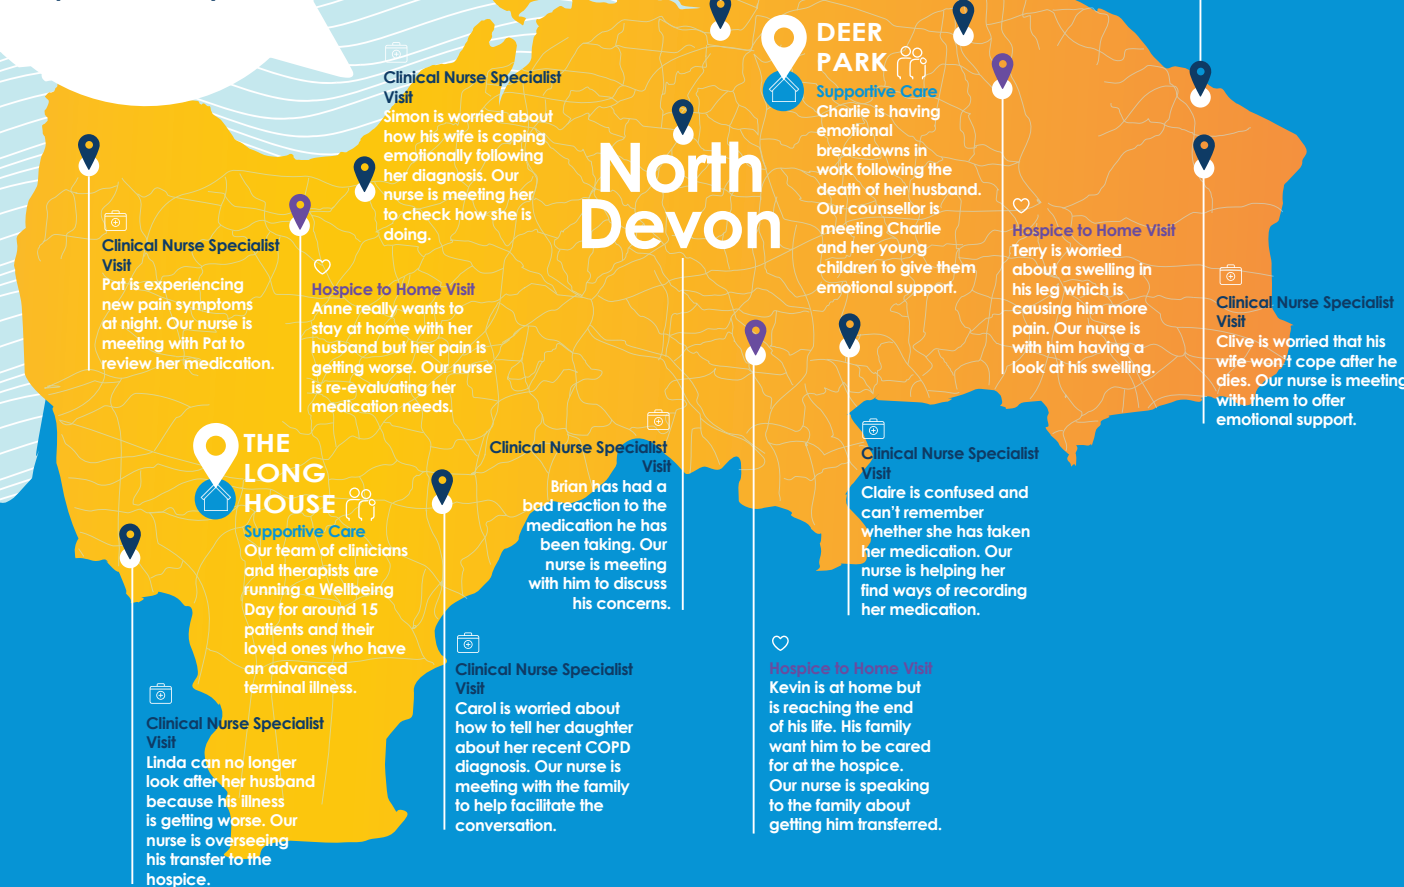 Clinical Nurse Specialist
Visit
Simon is worried about
how his wife is coping
emotionally following
her diagnosis. Our
nurse is meeting her
to check how she is
doing.
DEER
PARK
Supportive Care
Charlie is having
emotional
breakdowns in
work following the
death of her husband.
Our counsellor is
meeting Charlie
and her young
children to give them
emotional support.
North
Devon
Clinical Nurse Specialist
Visit
Pat is experiencing
new pain symptoms
at night. Our nurse is
meeting with Pat to
review her medication.
Hospice to Home Visit
Anne really wants to
stay at home with her
husband but her pain is
getting worse. Our nurse
is re-evaluating her
medication needs.
Hospice to Home Visit
Terry is worried
about a swelling in
his leg which is
causing him more
pain. Our nurse is
with him having a
look at his swelling.
Clinical Nurse Specialist
Visit
Clive is worried that his
wife won't cope after he
dies. Our nurse is meeting
with them to offer
emotional support.
THE
LONG
HOUSE
Supportive Care
Our team of clinicians
and therapists are
running a Wellbeing
Day for around 15
patients and their
loved ones who have
an advanced
terminal illness.
Clinical Nurse Specialist
Visit
Brian has had a
bad reaction to the
medication he has
been taking. Our
nurse is meeting
with him to discuss
his concerns.
Clinical Nurse Specialist
Visit
Claire is confused and
can't remember
whether she has taken
her medication. Our
nurse is helping her
find ways of recording
her medication.
Clinical Nurse Specialist
Visit
Linda can no longer
look after her husband
because his illness
is getting worse. Our
nurse is overseeing
his transfer to the
hospice.
Clinical Nurse Specialist
Visit
Carol is worried about
how to tell her daughter
about her recent COPD
diagnosis. Our nurse is
meeting with the family
to help facilitate the
conversation.
Hospice to Home Visit
Kevin is at home but
is reaching the end
of his life. His family
want him to be cared
for at the hospice.
Our nurse is speaking
to the family about
getting him transferred.